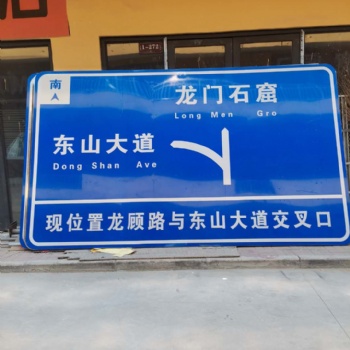 南
龙门石窟
Long Men Gro
东山大道
Dong Shan Ave
现位置龙顾路与东山大道交叉口